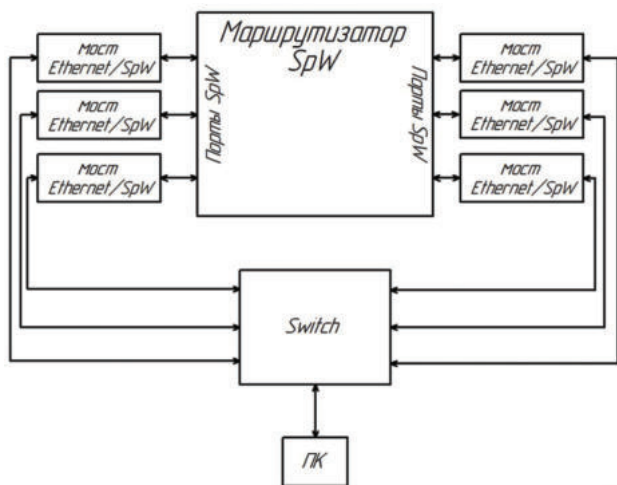 Мост
Ethernet/SpW
Мост
Ethernet/SpW
Мост
Ethernet/SpW
Маршрутизатор
SpW
Порты SpW
Порты SpW
Мост
Ethernet/SpW
Мост
Ethernet/SpW
Мост
Ethernet/SpW
Switch
ПК